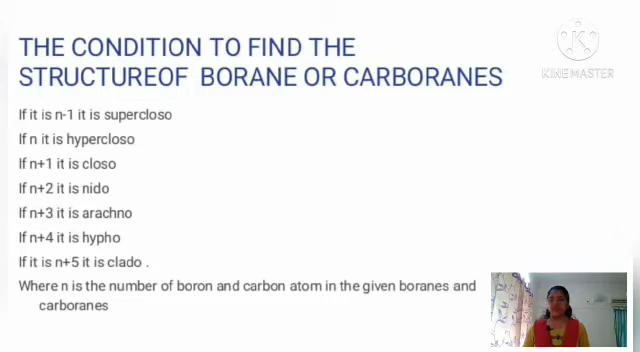 THE CONDITION TO FIND THE
STRUCTUREOF BORANE OR CARBORANES
KINEMASTER
If it is n-1 it is supercloso
If n it is hypercloso
If n+1 it is closo
If n+2 it is nido
If n+3 it is arachno
If n+4 it is hypho
If it is n+5 it is clado .
Where n is the number of boron and carbon atom in the given boranes and
carboranes